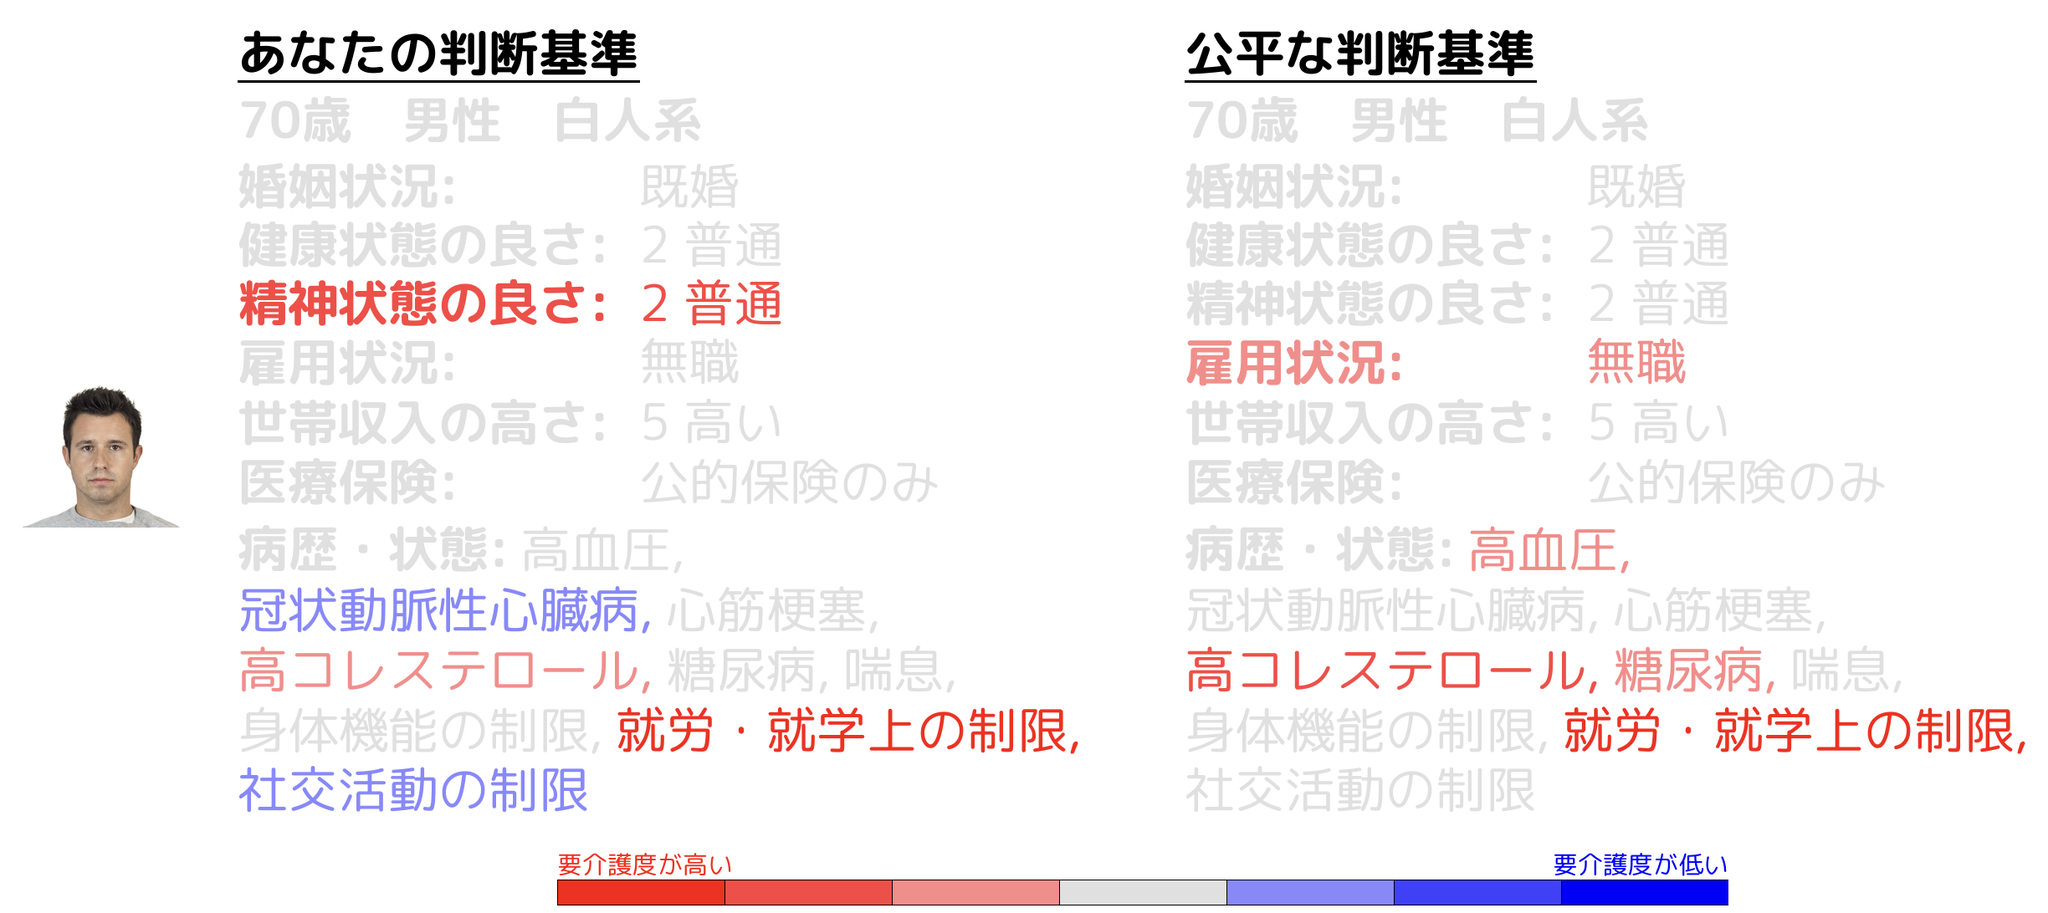 あなたの判断基準
70歳 男性 白人系
婚姻状況: 既婚
健康状態の良さ: 2 普通
精神状態の良さ: 2 普通
雇用状況: 無職
世帯収入の高さ: 5 高い
医療保険: 公的保険のみ
病歴・状態: 高血圧,
冠状動脈性心臓病, 心筋梗塞,
高コレステロール, 糖尿病, 喘息,
身体機能の制限, 就労・就学上の制限,
社交活動の制限
公平な判断基準
70歳 男性 白人系
婚姻状況: 既婚
健康状態の良さ: 2 普通
精神状態の良さ: 2 普通
雇用状況: 無職
世帯収入の高さ: 5 高い
医療保険: 公的保険のみ
病歴・状態: 高血圧,
冠状動脈性心臓病, 心筋梗塞,
高コレステロール, 糖尿病, 喘息,
身体機能の制限, 就労・就学上の制限,
社交活動の制限
要介護度が高い
要介護度が低い